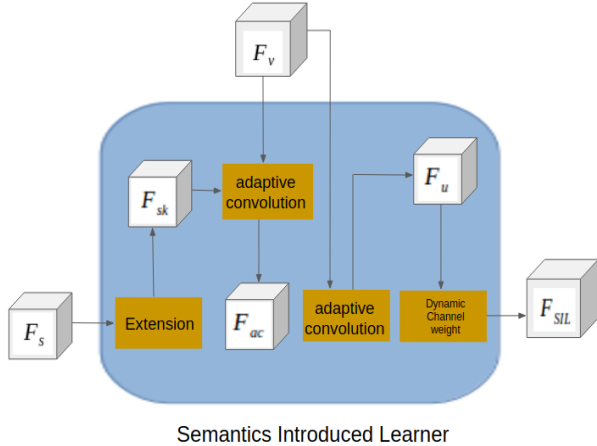 F_v
F_sk
adaptive
convolution
F_u
F_s
Extension
F_ac
adaptive
convolution
Dynamic
Channel
weight
F_SIL
Semantics Introduced Learner